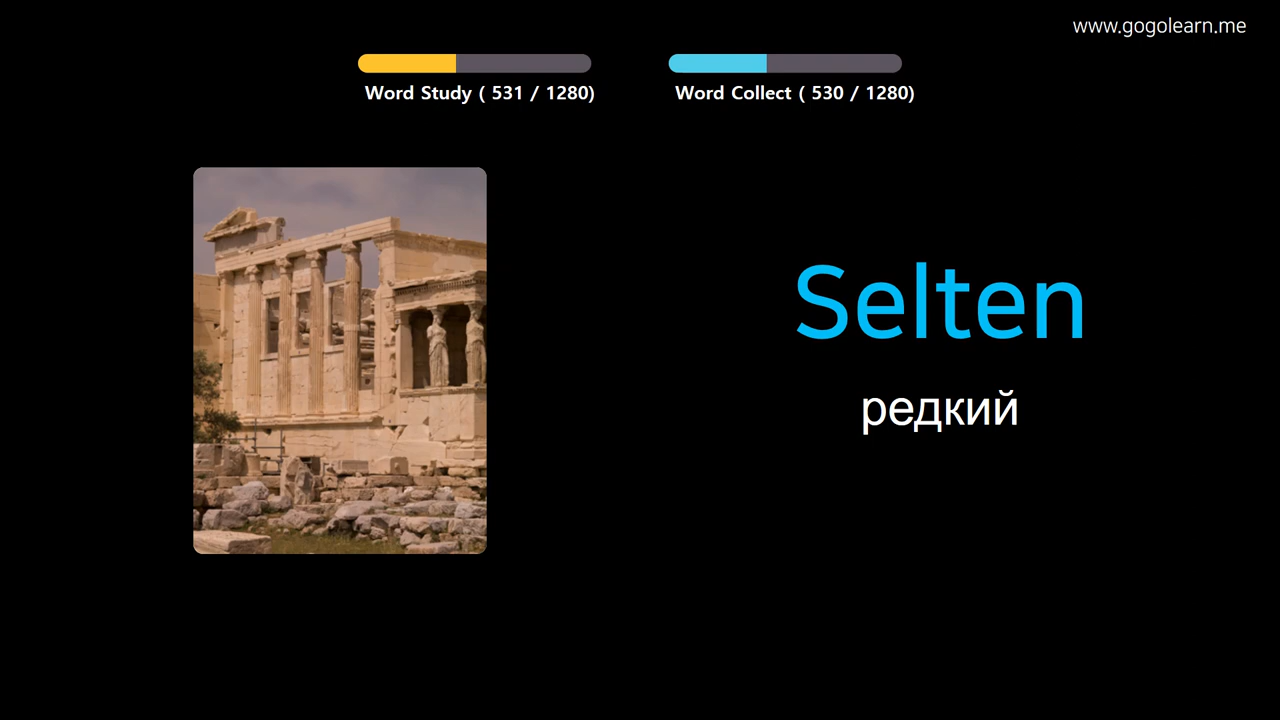 www.gogolearn.me
Word Study ( 531 / 1280)
Word Collect ( 530 / 1280)
Selten
редкий